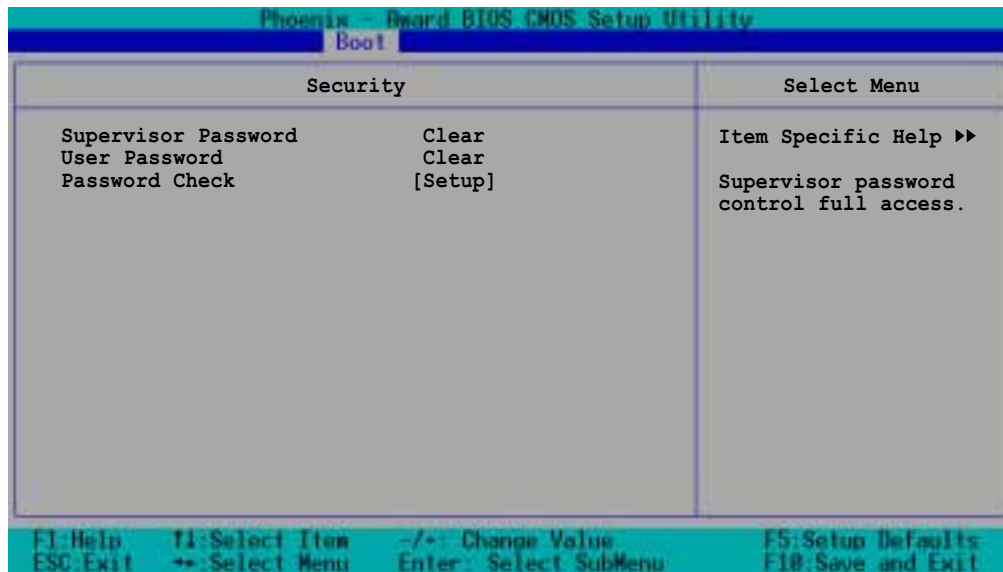 Phoenix - Award BIOS CMOS Setup Utility
Boot
Security
Select Menu
Supervisor Password Clear
User Password Clear
Password Check [Setup]
Item Specific Help ▶▶
Supervisor password
control full access.
F1:Help ↑↓:Select Item -/+: Change Value F5:Setup Defaults
ESC:Exit ↔:Select Menu Enter: Select SubMenu F10:Save and Exit